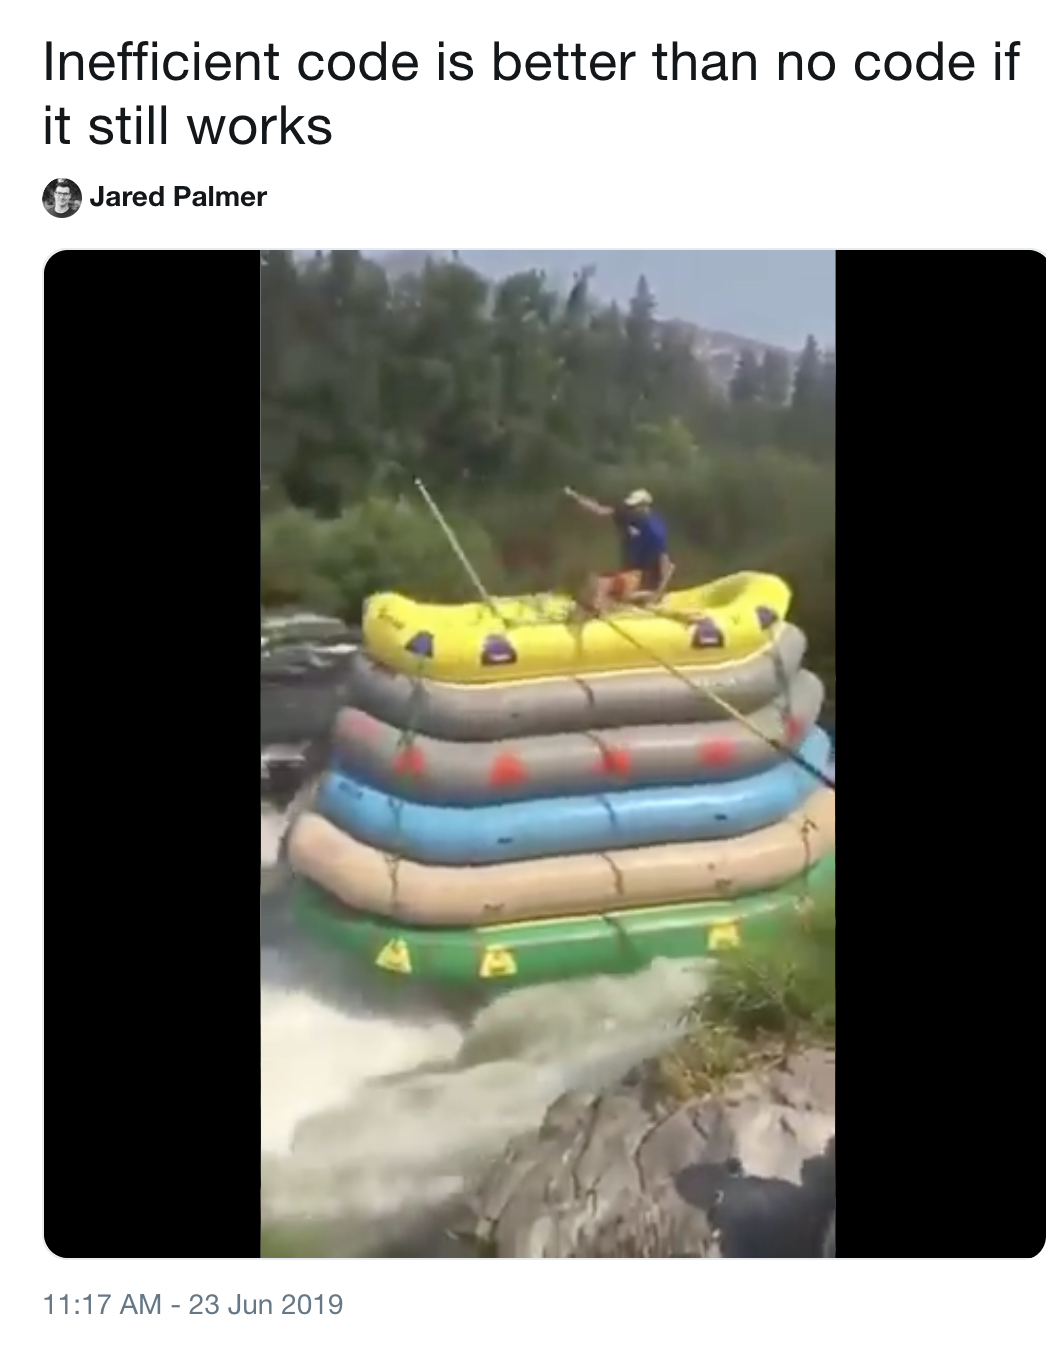 Inefficient code is better than no code if
it still works
Jared Palmer
11:17 AM - 23 Jun 2019